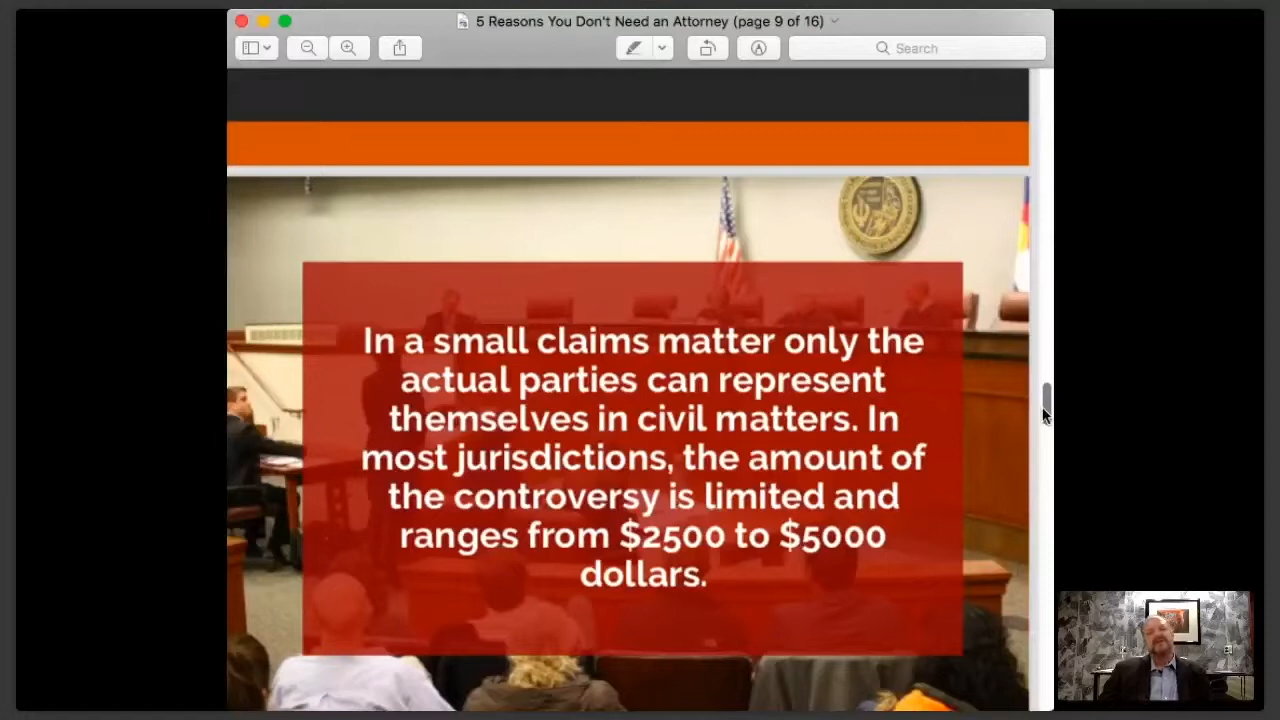 5 Reasons You Don't Need an Attorney (page 9 of 16)
Search
In a small claims matter only the
actual parties can represent
themselves in civil matters. In
most jurisdictions, the amount of
the controversy is limited and
ranges from $2500 to $5000
dollars.